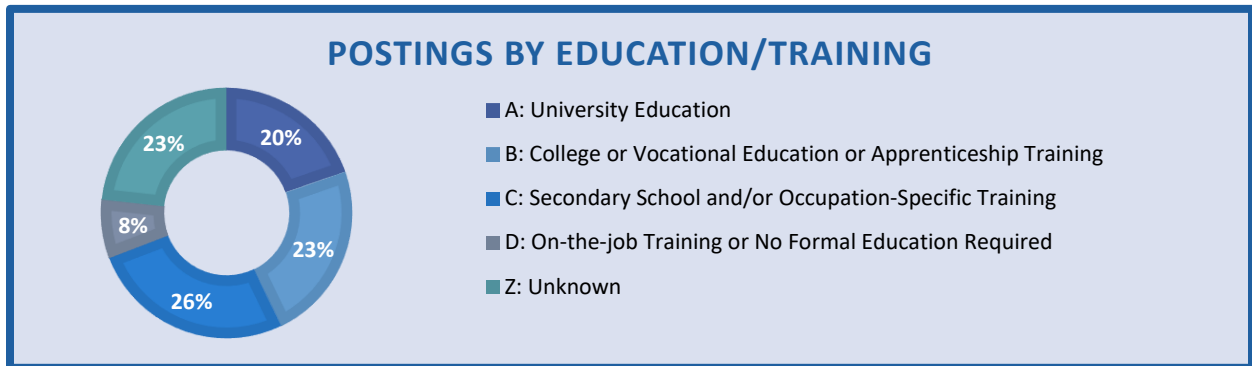 POSTINGS BY EDUCATION/TRAINING
20%
23%
26%
8%
23%
A: University Education
B: College or Vocational Education or Apprenticeship Training
C: Secondary School and/or Occupation-Specific Training
D: On-the-job Training or No Formal Education Required
Z: Unknown